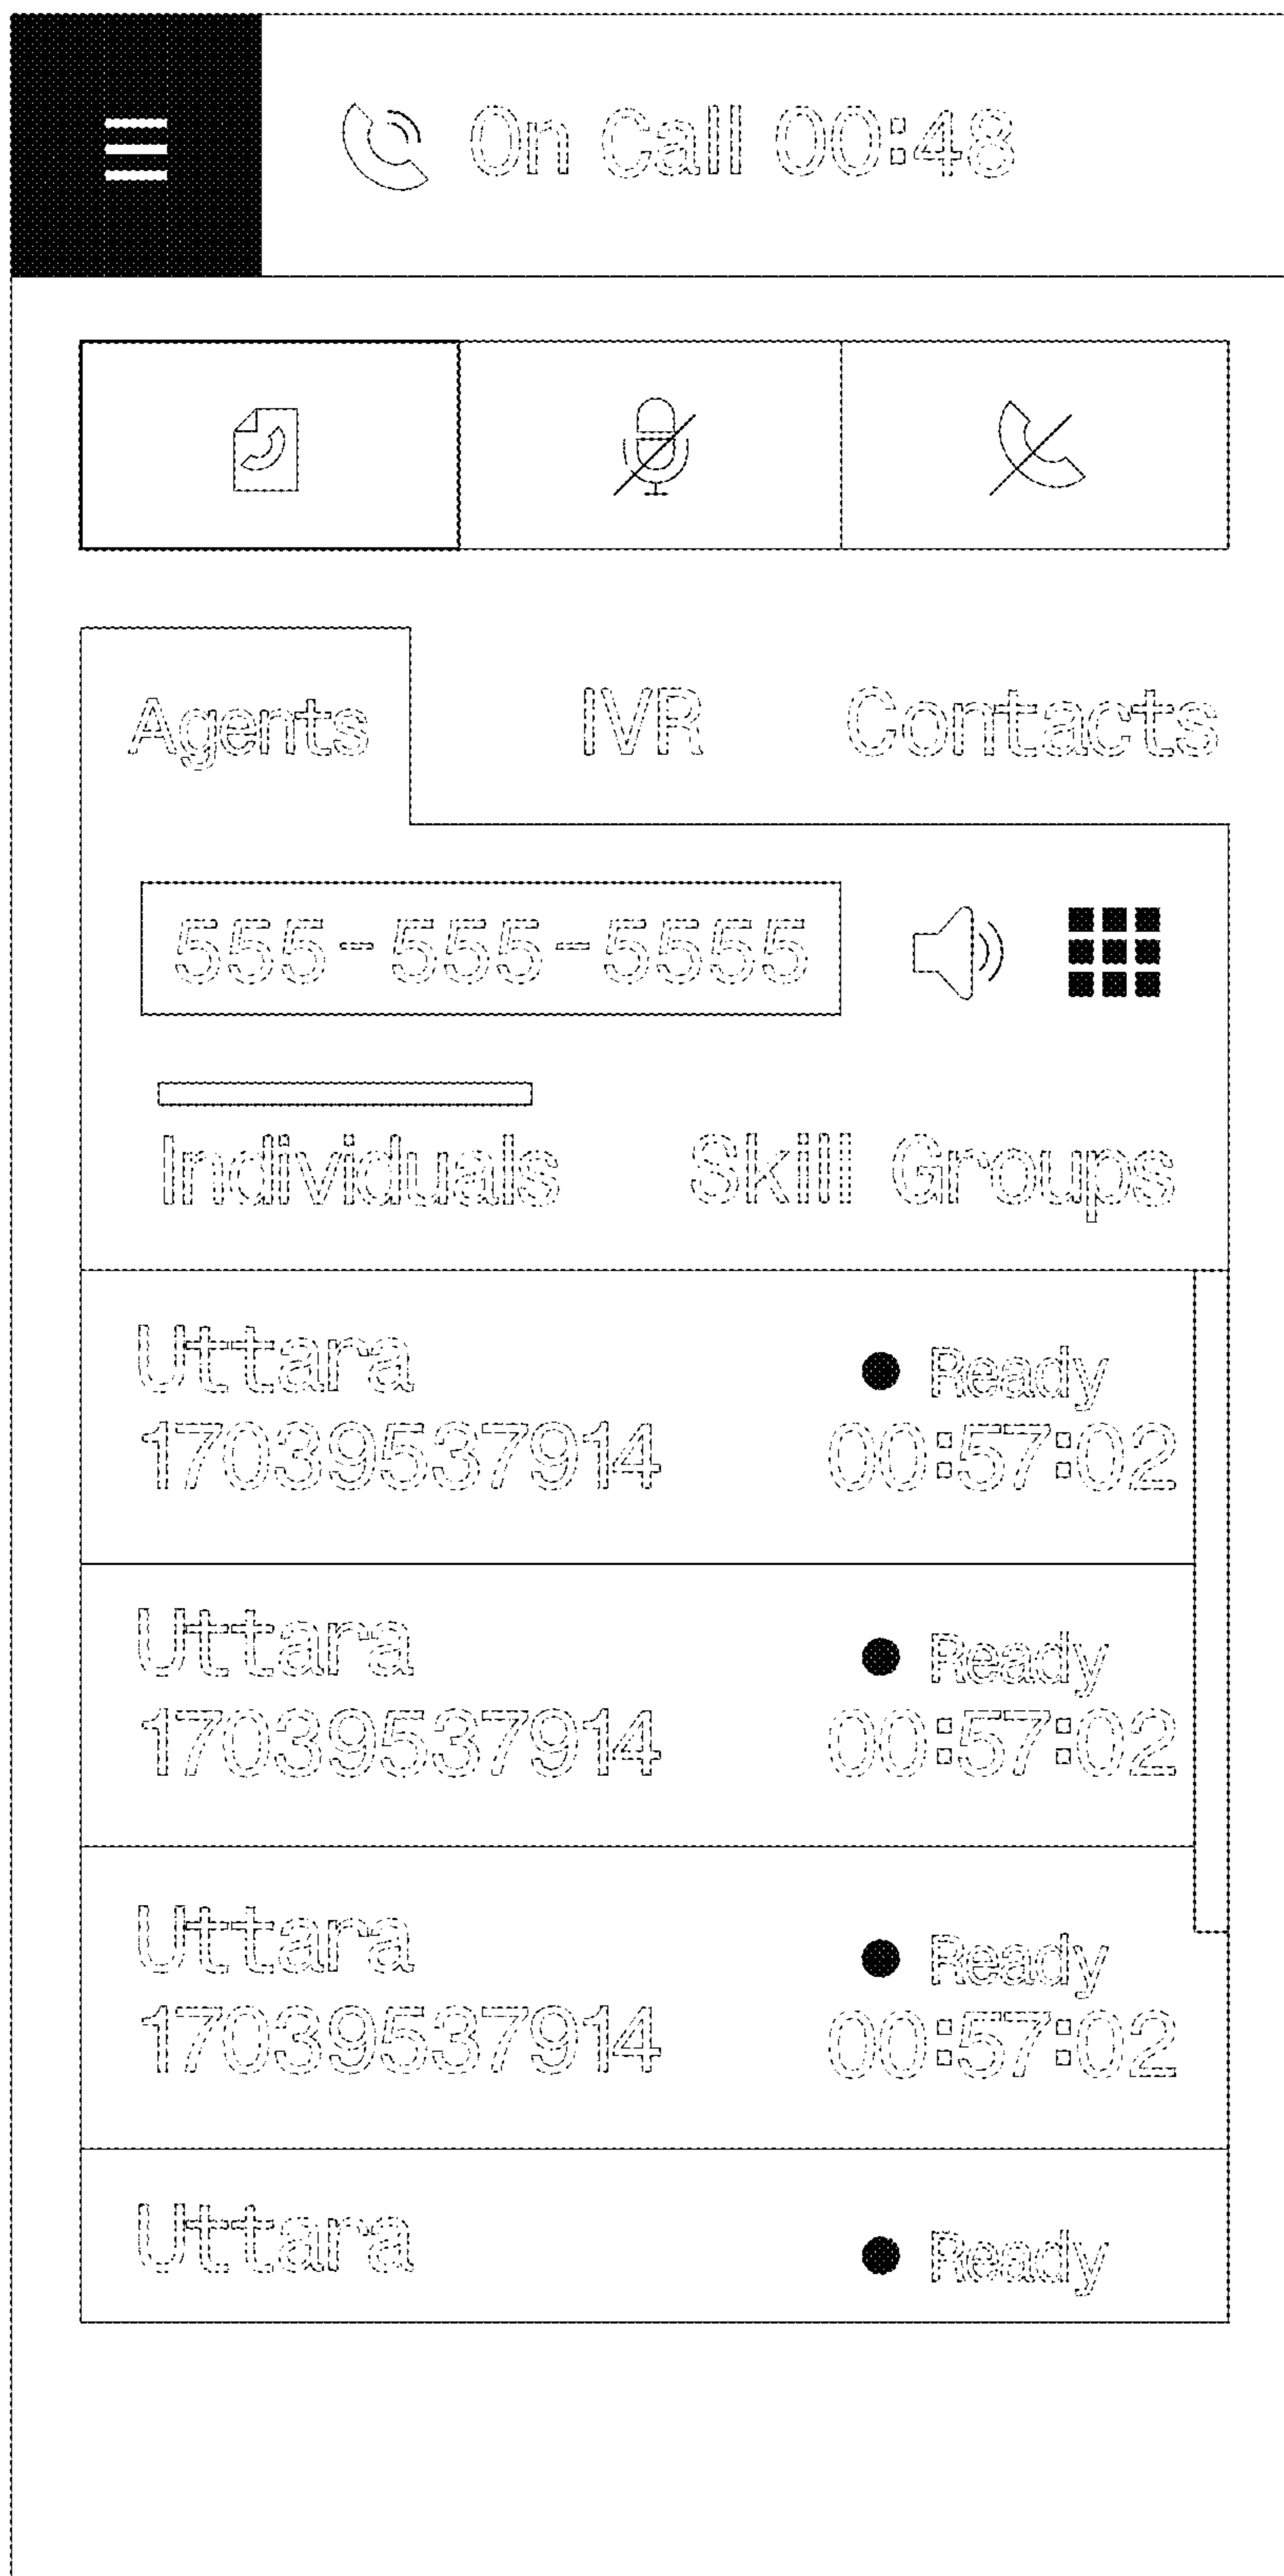 On Call 00:48
Agents IVR Contacts
555-555-5555
Individuals Skill Groups
Uttara Ready
17039537914 00:57:02
Uttara Ready
17039537914 00:57:02
Uttara Ready
17039537914 00:57:02
Uttara Ready